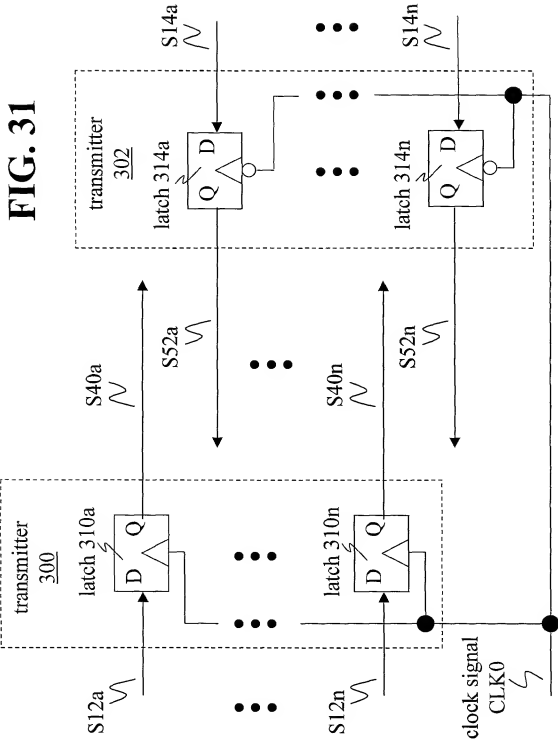 FIG. 31
transmitter
300
transmitter
302
S12a
latch 310a
D
Q
S40a
S52a
latch 314a
Q
D
S14a
S12n
latch 310n
D
Q
S40n
S52n
latch 314n
Q
D
S14n
clock signal
CLK0